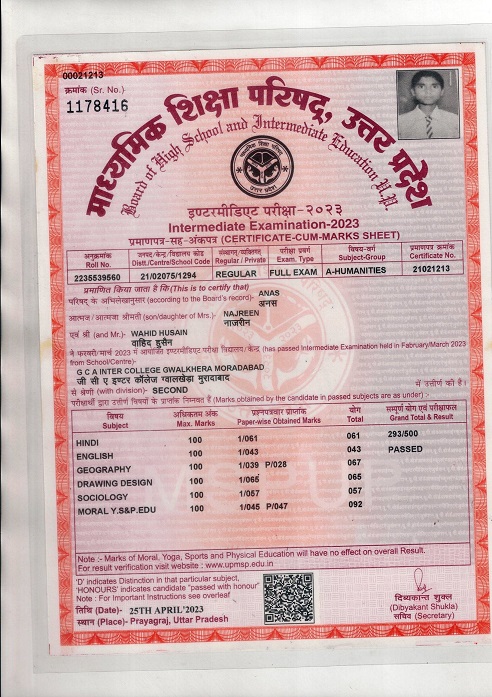 00021213
क्रमांक (Sr. No.)
1178416
माध्यमिक शिक्षा परिषद्, उत्तर प्रदेश
Board of High School and Intermediate Education U.P.
इण्टरमीडिएट परीक्षा-२०२३
Intermediate Examination-2023
प्रमाणपत्र-सह-अंकपत्र (CERTIFICATE-CUM-MARKS SHEET)
अनुक्रमांक जनपद/केन्द्र/विद्यालय कोड संस्थागत/व्यक्तिगत परीक्षा प्रकार विषय-वर्ग प्रमाणपत्र क्रमांक
Roll No. Distt./Centre/School Code Regular / Private Exam. Type Subject-Group Certificate No.
2235539560 21/02075/1294 REGULAR FULL EXAM A-HUMANITIES 21021213
प्रमाणित किया जाता है कि(This is to certify that) ANAS
परिषद् के अभिलेखानुसार (according to the Board's record)- अनस
आत्मज / आत्मजा श्रीमती (son/daughter of Mrs.)- NAJREEN
नाजरीन
एवं श्री (and Mr.)- WAHID HUSAIN
वाहिद हुसैन
ने फरवरी/मार्च 2023 में आयोजित इण्टरमीडिएट परीक्षा विद्यालय/केन्द्र (has passed Intermediate Examination held in February/March 2023
from School/Centre)-
G C A INTER COLLEGE GWALKHERA MORADABAD
जी सी ए इण्टर कॉलेज ग्वालखेड़ा मुरादाबाद
से श्रेणी (with division)- SECOND में उत्तीर्ण की है।
परीक्षार्थी द्वारा उत्तीर्ण विषयों के प्राप्तांक निम्नवत हैं (Marks obtained by the candidate in passed subjects are as under) :-
विषय अधिकतम अंक प्रश्नपत्रवार प्राप्तांक योग सम्पूर्ण योग एवं परीक्षाफल
Subject Max. Marks Paper-wise Obtained Marks Total Grand Total & Result
HINDI 100 1/061 061 293/500
ENGLISH 100 1/043 043 PASSED
GEOGRAPHY 100 1/039 P/028 067
DRAWING DESIGN 100 1/065 065
SOCIOLOGY 100 1/057 057
MORAL Y.S&P.EDU 100 1/045 P/047 092
Note :- Marks of Moral, Yoga, Sports and Physical Education will have no effect on overall Result.
For result verification visit website : www.upmsp.edu.in
'D' indicates Distinction in that particular subject,
'HONOURS' indicates candidate "passed with honour"
Note : For Important Instructions see overleaf
तिथि (Date)- 25TH APRIL'2023
स्थान (Place)- Prayagraj, Uttar Pradesh
दिव्यकान्त शुक्ल
(Dibyakant Shukla)
सचिव (Secretary)